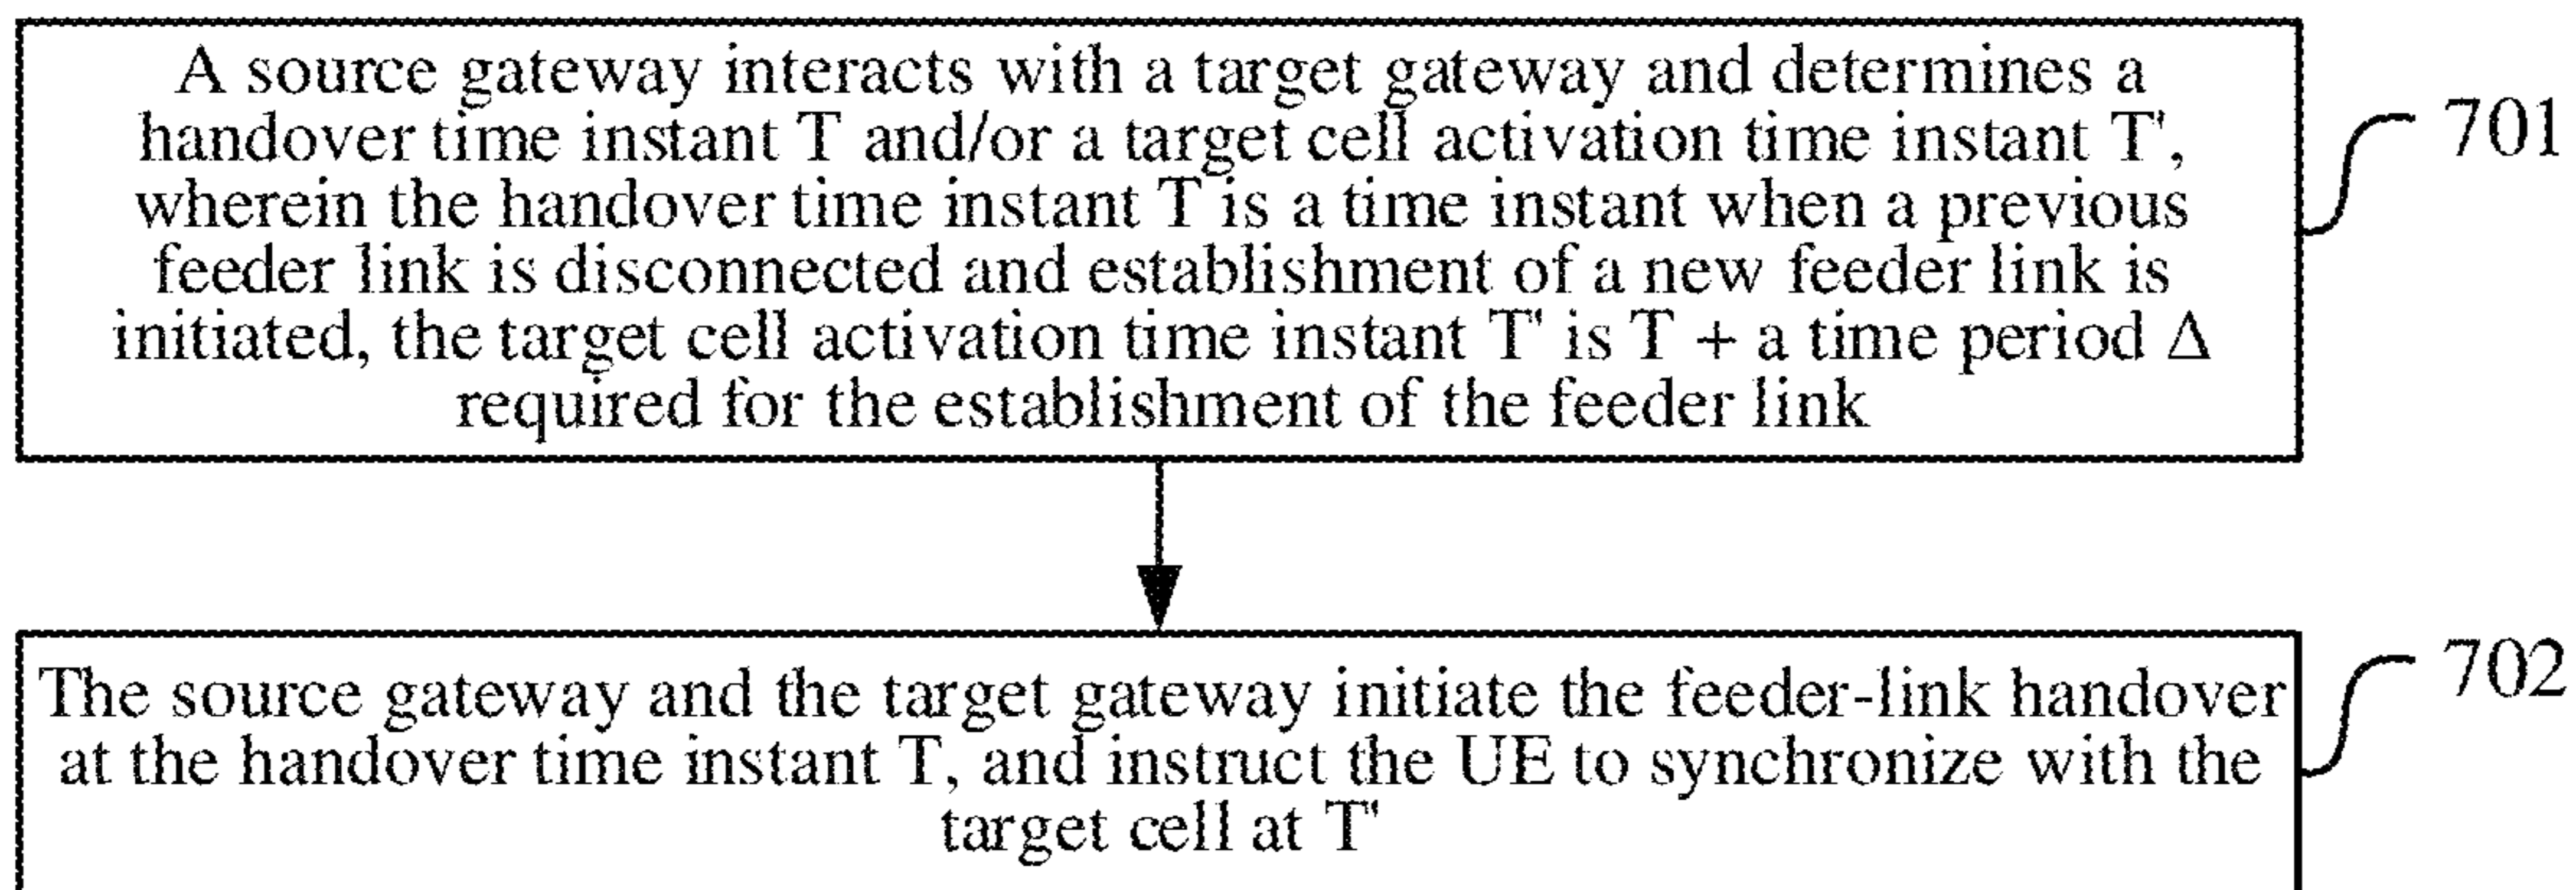 A source gateway interacts with a target gateway and determines a
handover time instant T and/or a target cell activation time instant T',
wherein the handover time instant T is a time instant when a previous
feeder link is disconnected and establishment of a new feeder link is
initiated, the target cell activation time instant T' is T + a time period Δ
required for the establishment of the feeder link
701
The source gateway and the target gateway initiate the feeder-link handover
at the handover time instant T, and instruct the UE to synchronize with the
target cell at T'
702